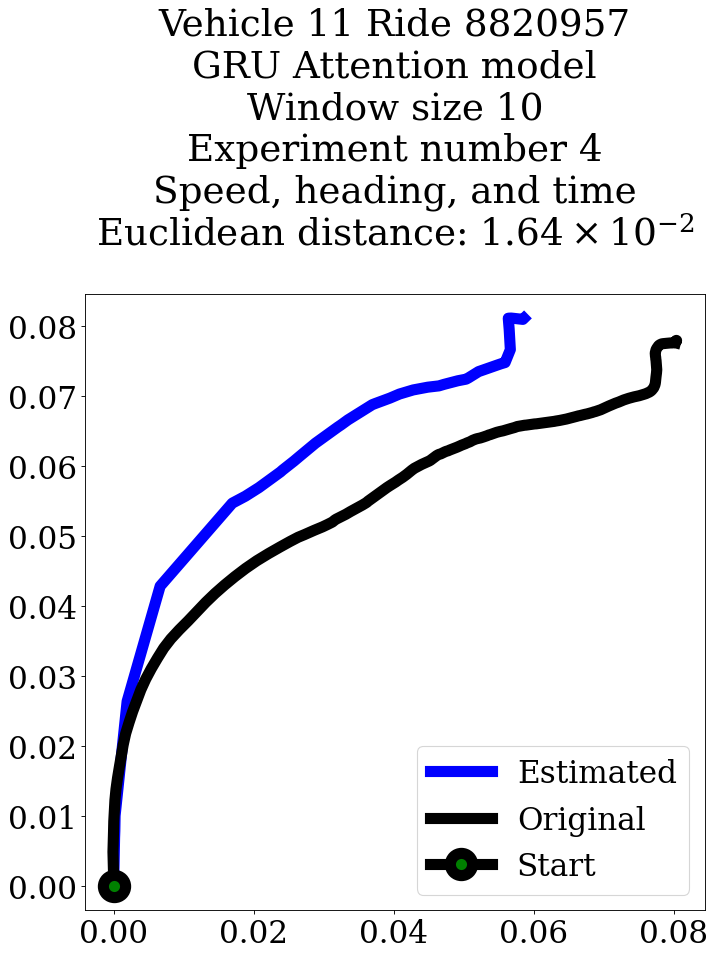 Vehicle 11 Ride 8820957
GRU Attention model
Window size 10
Experiment number 4
Speed, heading, and time
Euclidean distance: 1.64 × 10⁻²
0.08
0.07
0.06
0.05
0.04
0.03
0.02
0.01
0.00
Estimated
Original
Start
0.00 0.02 0.04 0.06 0.08